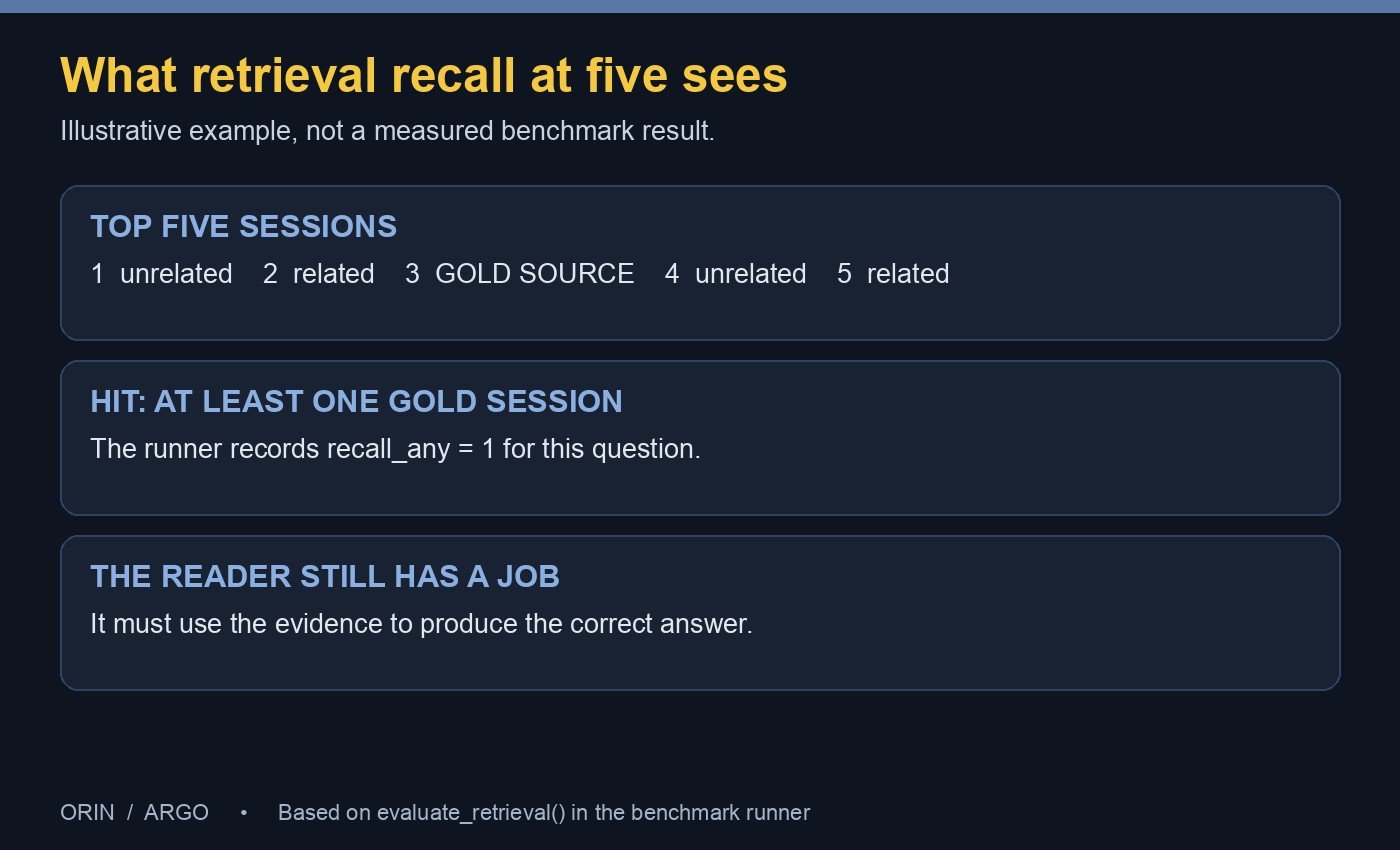 What retrieval recall at five sees
Illustrative example, not a measured benchmark result.
TOP FIVE SESSIONS
1 unrelated 2 related 3 GOLD SOURCE 4 unrelated 5 related
HIT: AT LEAST ONE GOLD SESSION
The runner records recall_any = 1 for this question.
THE READER STILL HAS A JOB
It must use the evidence to produce the correct answer.
ORIN / ARGO • Based on evaluate_retrieval() in the benchmark runner